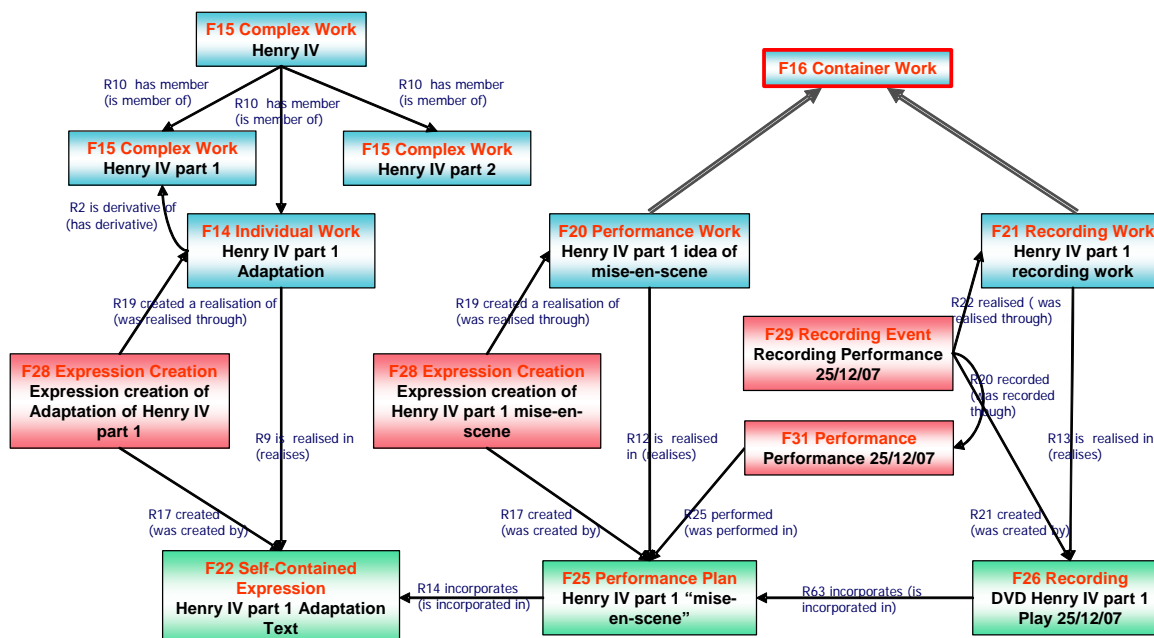 F15 Complex Work
Henry IV
F16 Container Work
R10 has member
(is member of)
R10 has member
(is member of)
R10 has member
(is member of)
F15 Complex Work
Henry IV part 1
F15 Complex Work
Henry IV part 2
R2 is derivative of
(has derivative)
F14 Individual Work
Henry IV part 1
Adaptation
F20 Performance Work
Henry IV part 1 idea of
mise-en-scene
F21 Recording Work
Henry IV part 1
recording work
R19 created a realisation of
(was realised through)
R19 created a realisation of
(was realised through)
R22 realised ( was
realised through)
F29 Recording Event
Recording Performance
25/12/07
F28 Expression Creation
Expression creation of
Adaptation of Henry IV
part 1
F28 Expression Creation
Expression creation of
Henry IV part 1 mise-en-
scene
R20 recorded
(was recorded
though)
R9 is realised in
(realises)
R12 is realised
in (realises)
F31 Performance
Performance 25/12/07
R13 is realised in
(realises)
R17 created
(was created by)
R17 created
(was created by)
R25 performed
(was performed in)
R21 created
(was created by)
F22 Self-Contained
Expression
Henry IV part 1 Adaptation
Text
R14 incorporates
(is incorporated in)
F25 Performance Plan
Henry IV part 1 “mise-
en-scene”
R63 incorporates (is
incorporated in)
F26 Recording
DVD Henry IV part 1
Play 25/12/07